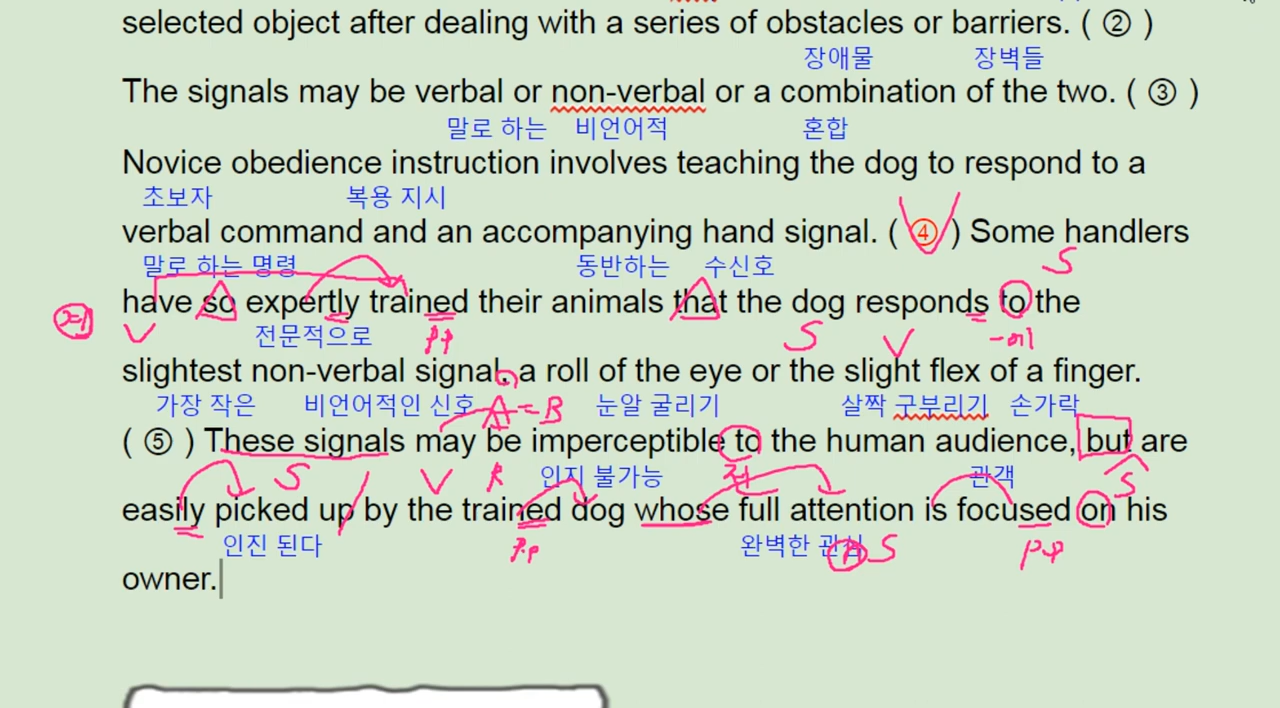 selected object after dealing with a series of obstacles or barriers. ( ② )
장애물 장벽들
The signals may be verbal or non-verbal or a combination of the two. ( ③ )
말로 하는 비언어적 혼합
Novice obedience instruction involves teaching the dog to respond to a
초보자 복용 지시
verbal command and an accompanying hand signal. ( ④ ) Some handlers
말로 하는 명령 동반하는 수신호 S
have so expertly trained their animals that the dog responds to the
V 전문적으로 p.p S V -에
slightest non-verbal signal, a roll of the eye or the slight flex of a finger.
가장 작은 비언어적인 신호 A = B 눈알 굴리기 살짝 구부리기 손가락
( ⑤ ) These signals may be imperceptible to the human audience, but are
S V R 인지 불가능 전 관객 S
easily picked up by the trained dog whose full attention is focused on his
인진 된다 p.p 완벽한 관심 S p.p
owner.